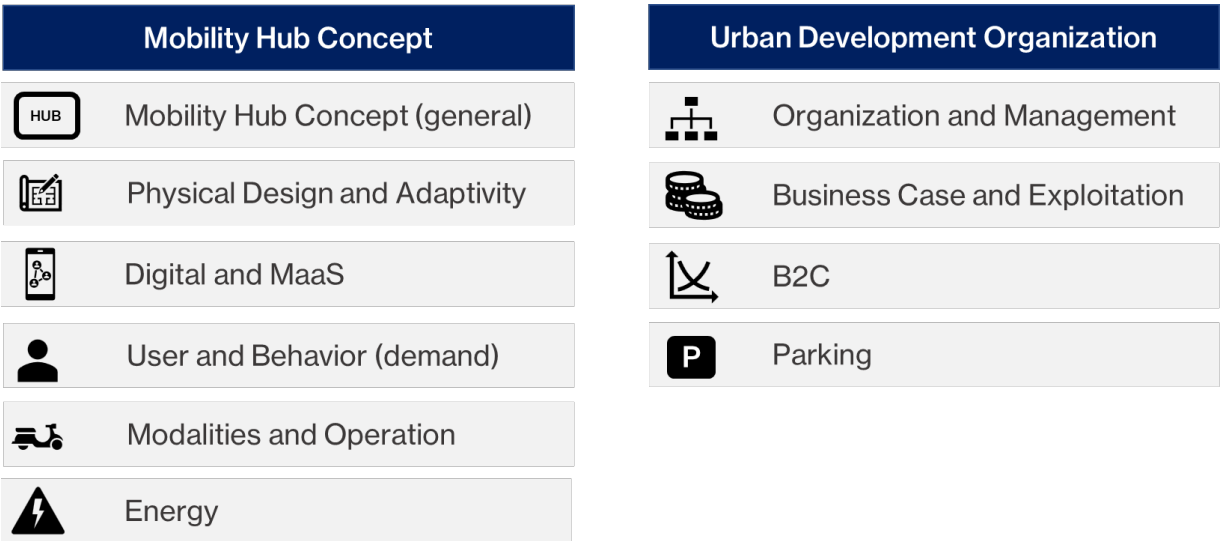 Mobility Hub Concept
HUB
Mobility Hub Concept (general)
Physical Design and Adaptivity
Digital and MaaS
User and Behavior (demand)
Modalities and Operation
Energy
Urban Development Organization
Organization and Management
Business Case and Exploitation
B2C
P
Parking